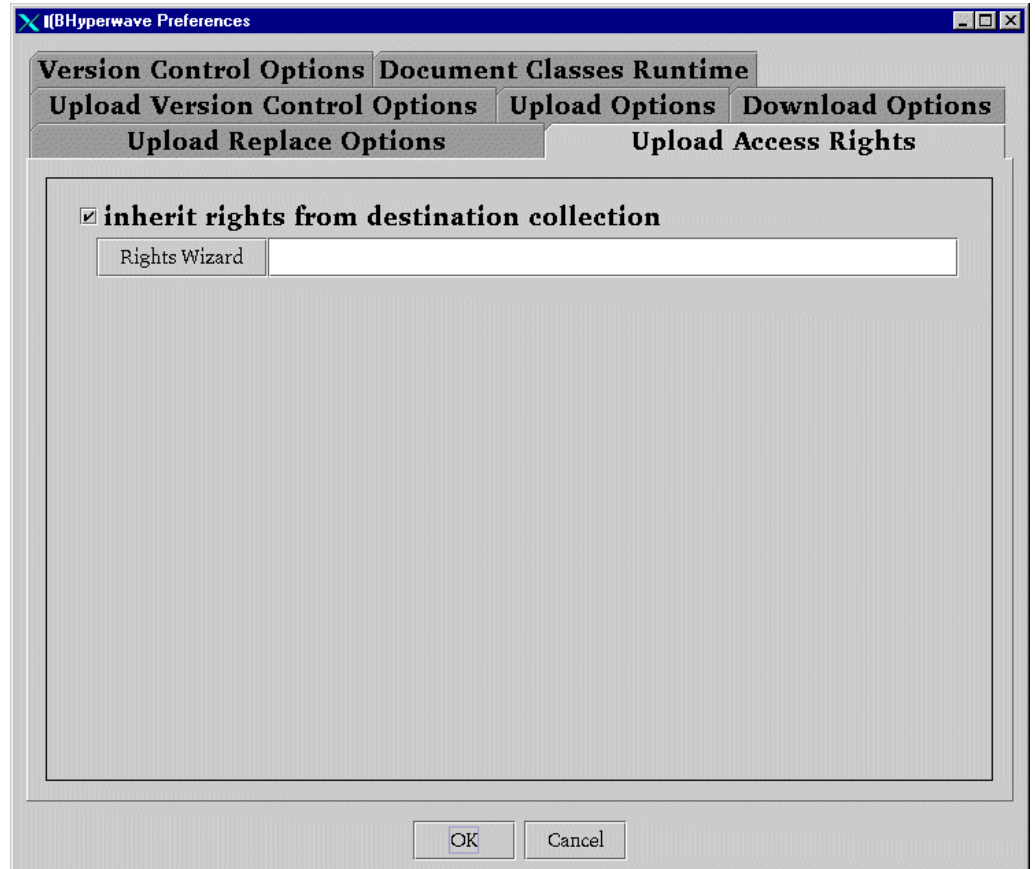 I(BHyperwave Preferences
Version Control Options Document Classes Runtime
Upload Version Control Options Upload Options Download Options
Upload Replace Options Upload Access Rights
inherit rights from destination collection
Rights Wizard
OK Cancel